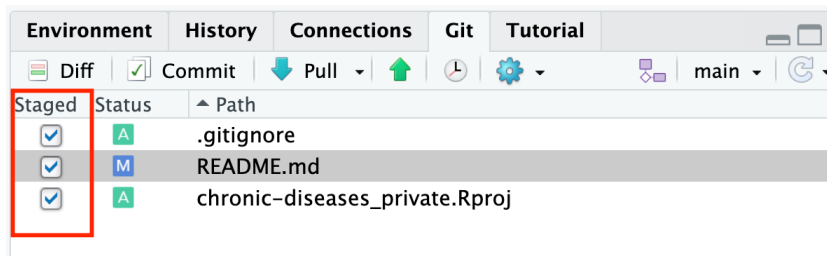 Environment History Connections Git Tutorial
Diff Commit Pull main
Staged Status Path
A .gitignore
M README.md
A chronic-diseases_private.Rproj